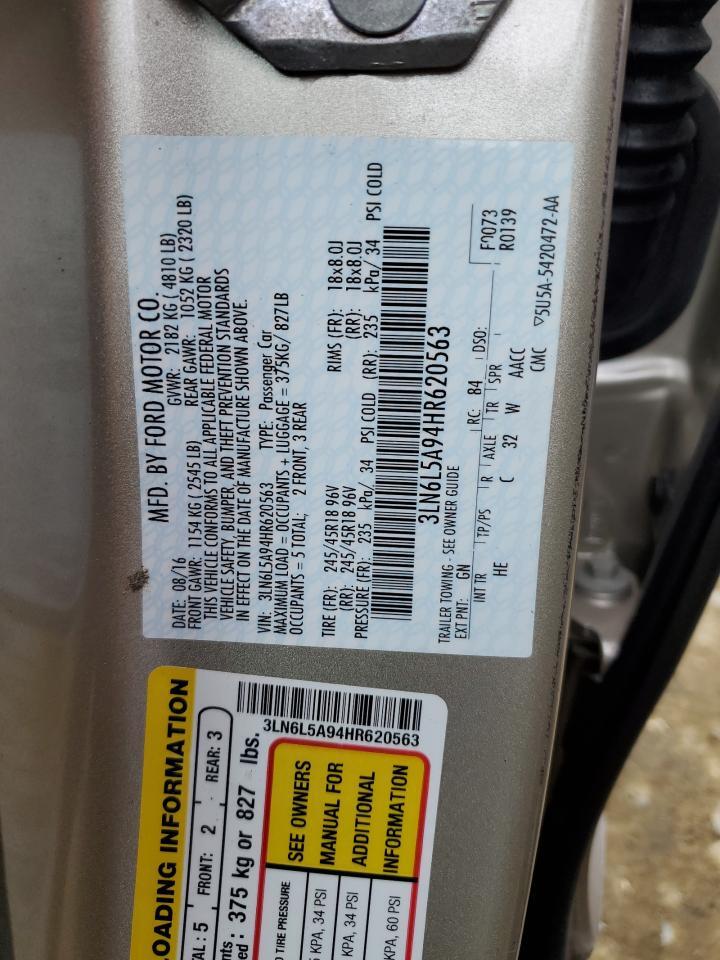 MFD. BY FORD MOTOR CO.
DATE: 08/16 GVWR: 2182 KG ( 4810 LB)
FRONT GAWR: 1154 KG ( 2545 LB) REAR GAWR: 1052 KG ( 2320 LB)
THIS VEHICLE CONFORMS TO ALL APPLICABLE FEDERAL MOTOR
VEHICLE SAFETY, BUMPER, AND THEFT PREVENTION STANDARDS
IN EFFECT ON THE DATE OF MANUFACTURE SHOWN ABOVE.
VIN: 3LN6L5A94HR620563 TYPE: Passenger Car
MAXIMUM LOAD = OCCUPANTS + LUGGAGE = 375KG/ 827LB
OCCUPANTS = 5 TOTAL; 2 FRONT, 3 REAR
TIRE (FR): 245/45R18 96V RIMS (FR): 18x8.0J
(RR): 245/45R18 96V (RR): 18x8.0J
PRESSURE (FR): 235 kPa/ 34 PSI COLD (RR): 235 kPa/ 34 PSI COLD
3LN6L5A94HR620563
TRAILER TOWING - SEE OWNER GUIDE
EXT PNT: GN RC: 84 DSO: F0073
INT TR TP/PS R AXLE TR SPR R0139
HE C 32 W AACC
CMC ▽5U5A-5420472-AA
LOADING INFORMATION
TAL : 5 FRONT: 2 REAR: 3
nts : 375 kg or 827 lbs.
ed :
3LN6L5A94HR620563
D TIRE PRESSURE
KPA, 34 PSI
KPA, 34 PSI
KPA, 60 PSI
SEE OWNERS
MANUAL FOR
ADDITIONAL
INFORMATION